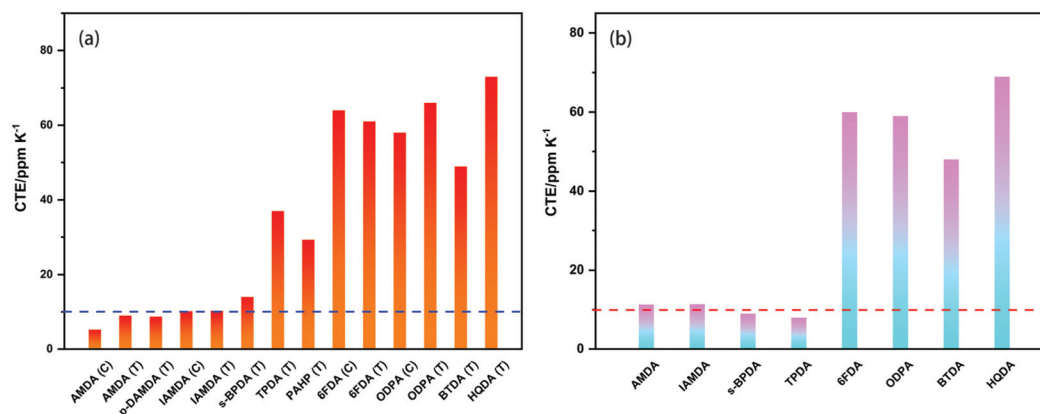 (a)
CTE/ppm K⁻¹
80
60
40
20
0
AMDA (C)
AMDA (T)
p-DAMDA (T)
IAMDA (C)
IAMDA (T)
s-BPDA (T)
TPDA (T)
PAHP (T)
6FDA (C)
6FDA (T)
ODPA (C)
ODPA (T)
BTDA (T)
HQDA (T)
(b)
CTE/ppm K⁻¹
80
60
40
20
0
AMDA
IAMDA
s-BPDA
TPDA
6FDA
ODPA
BTDA
HQDA